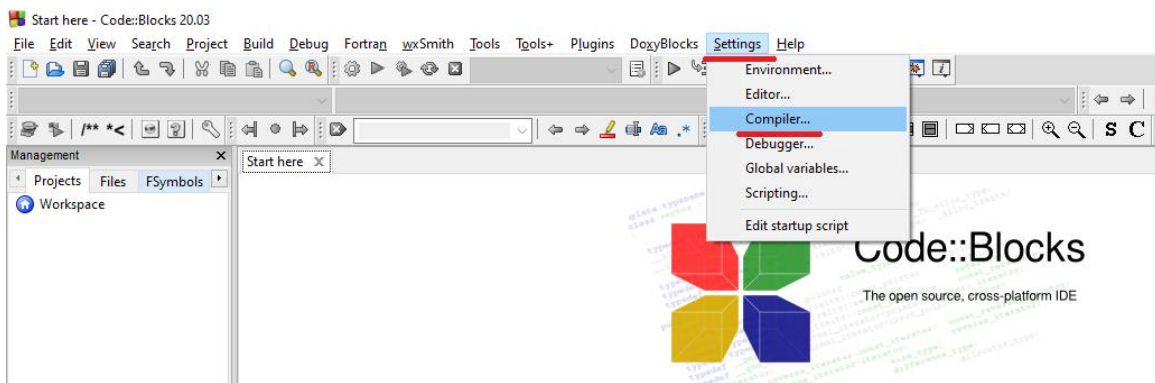 Start here - Code::Blocks 20.03
File Edit View Search Project Build Debug Fortran wxSmith Tools Tools+ Plugins DoxyBlocks Settings Help
Environment...
Editor...
Compiler...
Debugger...
Global variables...
Scripting...
Edit startup script
/** *< .* S C
Management
Start here
Projects Files FSymbols
Workspace
Code::Blocks
The open source, cross-platform IDE